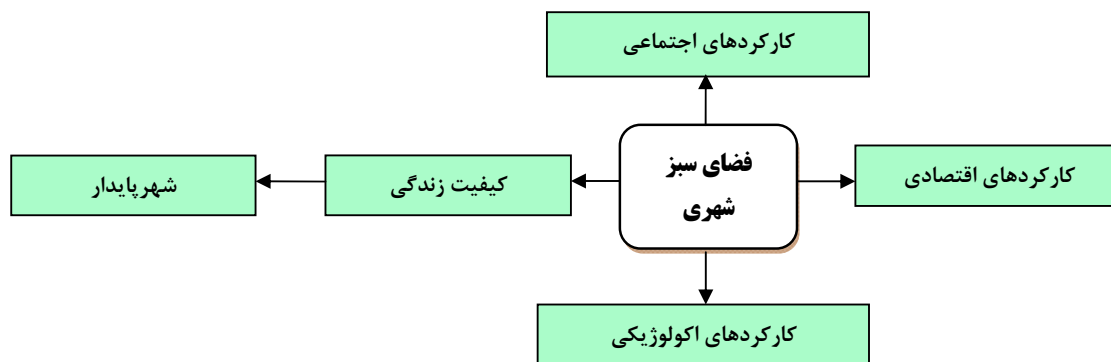 کارکردهای اجتماعی
فضای سبز
شهری
کارکردهای اقتصادی
کیفیت زندگی
شهرپایدار
کارکردهای اکولوژیکی